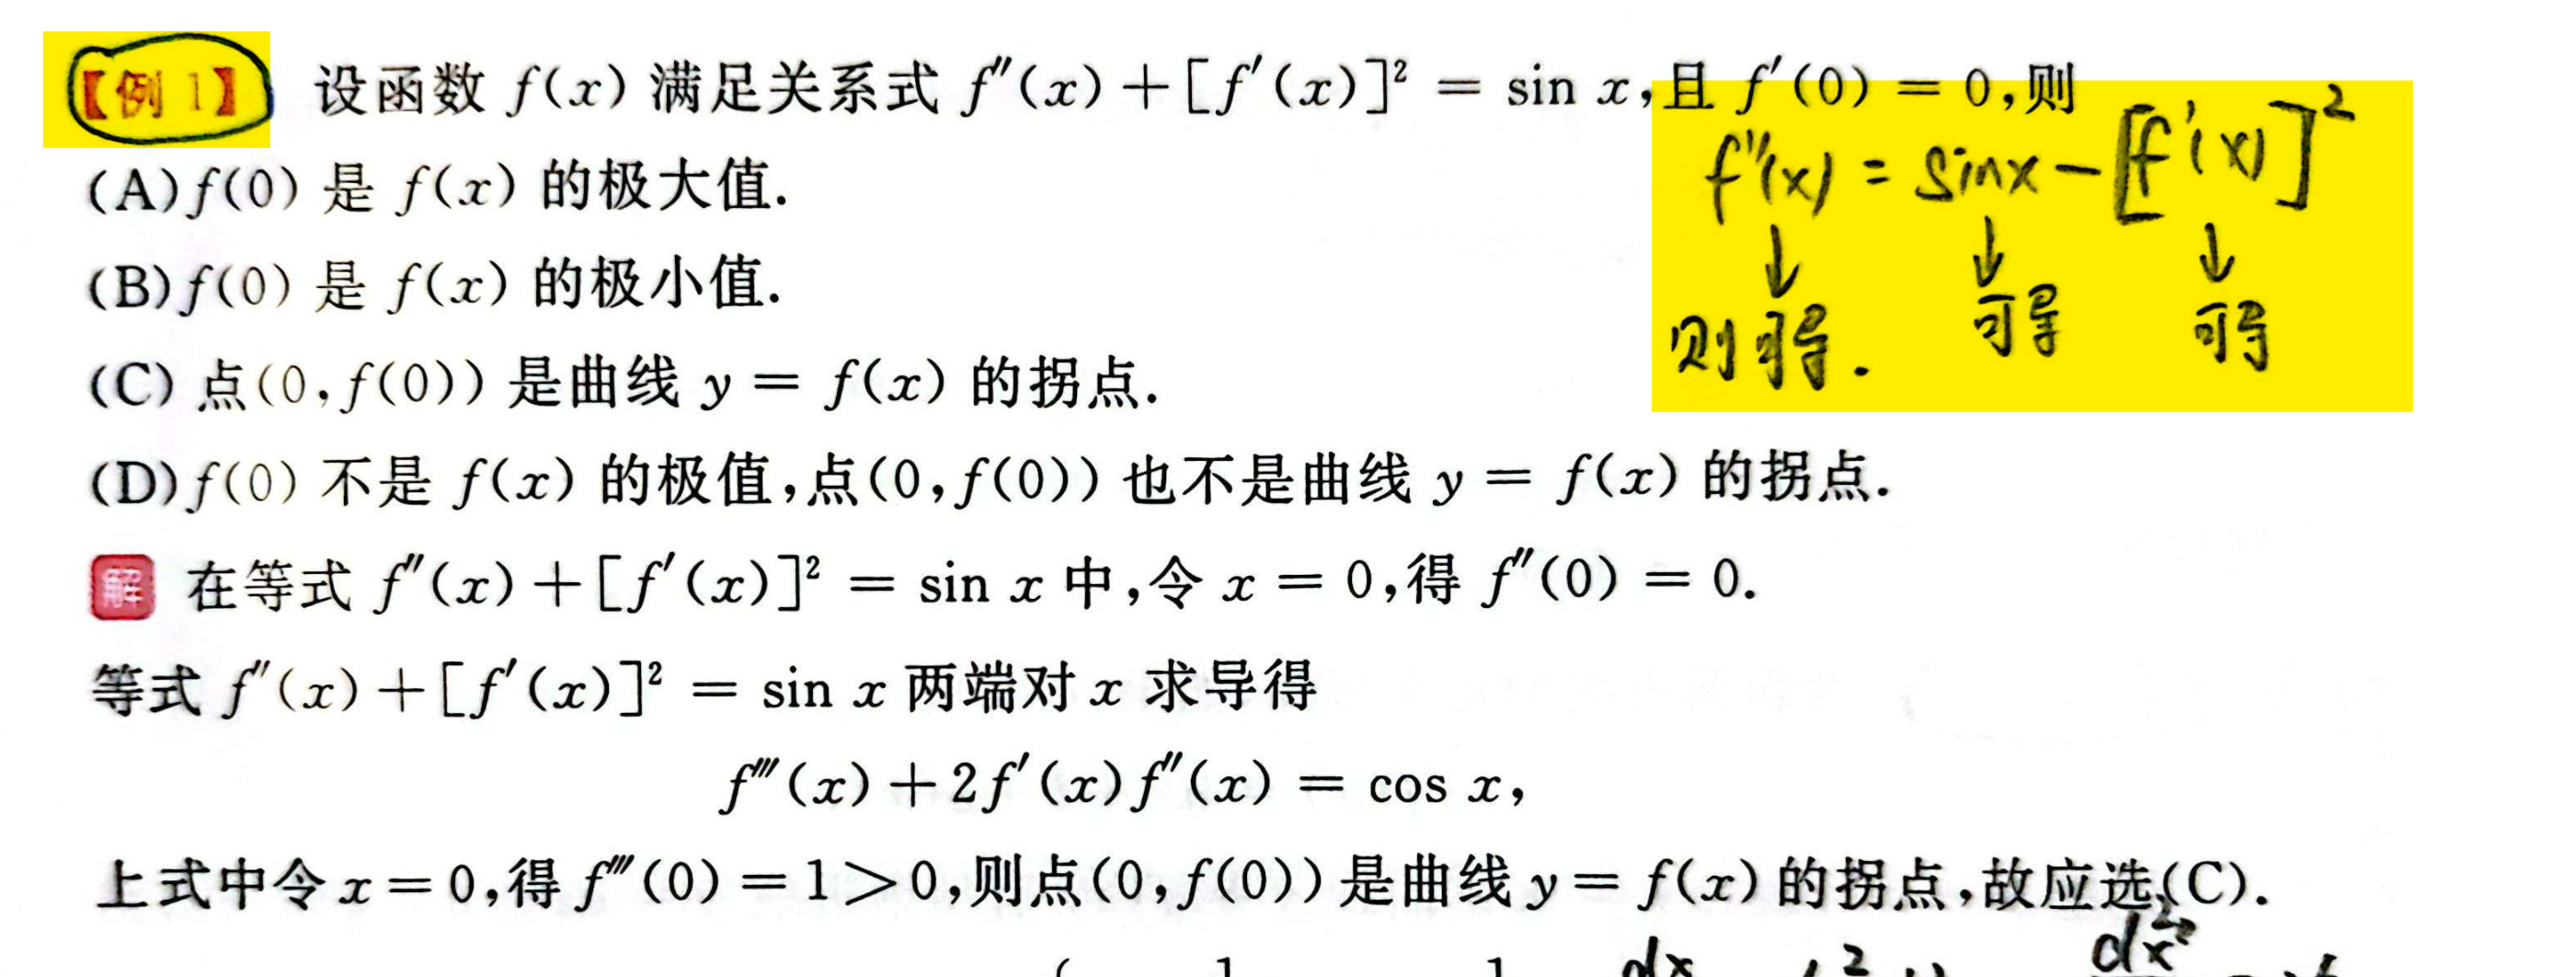 【例1】 设函数 f(x) 满足关系式 f″(x)+[f′(x)]² = sin x,且 f′(0) = 0,则
f″(x) = sinx − [f′(x)]²
↓ ↓ ↓
则可导. 可导 可导
(A) f(0) 是 f(x) 的极大值.
(B) f(0) 是 f(x) 的极小值.
(C) 点(0,f(0)) 是曲线 y = f(x) 的拐点.
(D) f(0) 不是 f(x) 的极值,点(0,f(0)) 也不是曲线 y = f(x) 的拐点.
解 在等式 f″(x)+[f′(x)]² = sin x 中,令 x = 0,得 f″(0) = 0.
等式 f″(x)+[f′(x)]² = sin x 两端对 x 求导得
f‴(x)+2f′(x)f″(x) = cos x,
上式中令 x = 0,得 f‴(0) = 1>0,则点(0,f(0)) 是曲线 y = f(x) 的拐点,故应选(C).